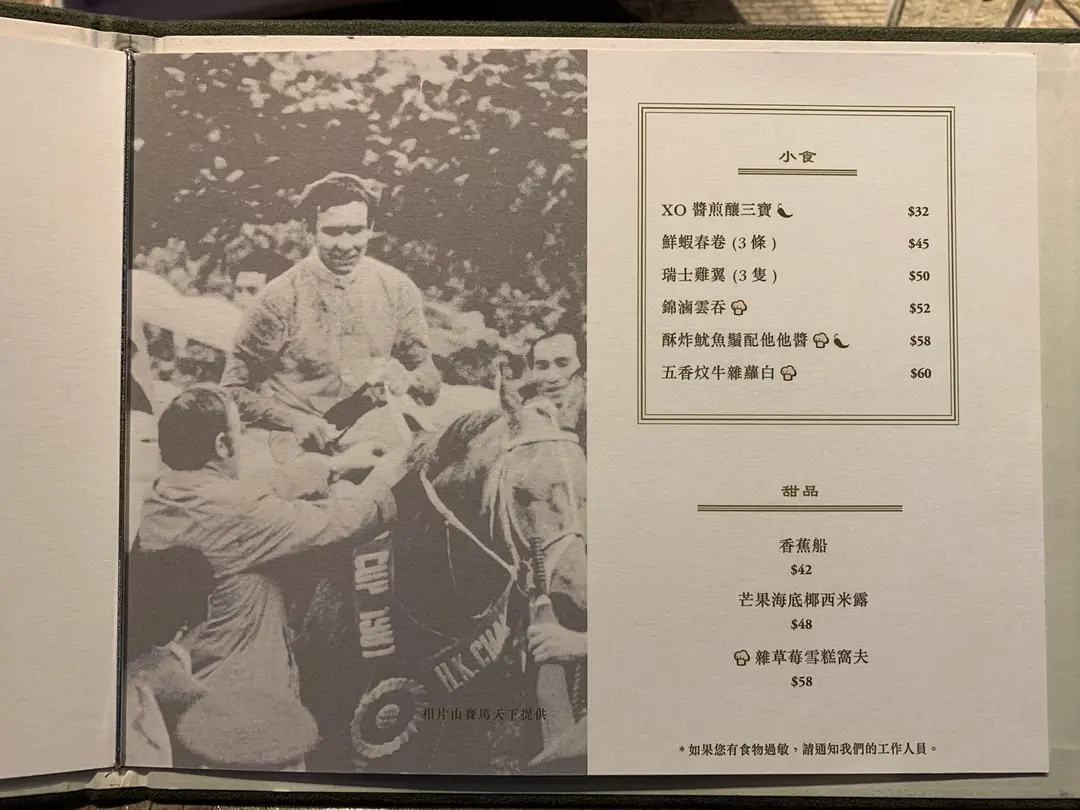 1971
H.K. CHA
相片由賽馬天下提供
小食
XO 醬煎釀三寶 $32
鮮蝦春卷 (3 條 ) $45
瑞士雞翼 (3 隻 ) $50
錦滷雲吞 $52
酥炸魷魚鬚配他他醬 $58
五香炆牛雜蘿白 $60
甜品
香蕉船
$42
芒果海底椰西米露
$48
雜草莓雪糕窩夫
$58
*如果您有食物過敏，請通知我們的工作人員。